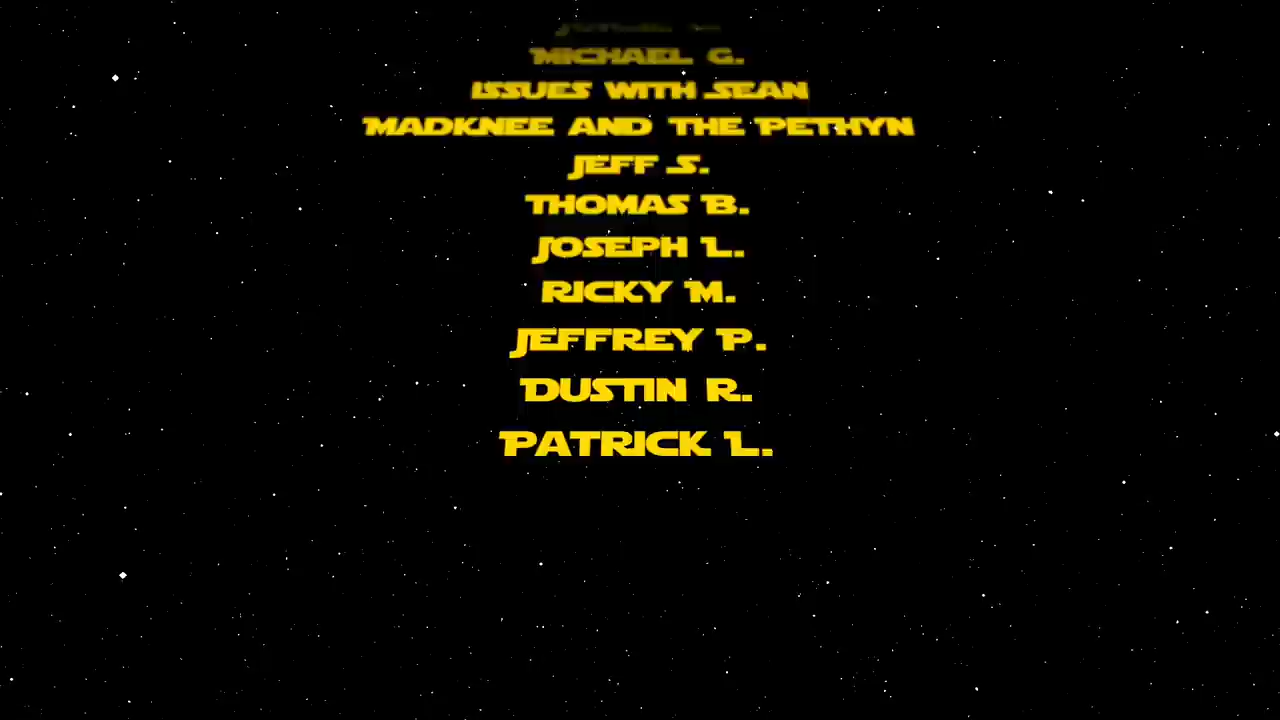 Michael G.
Issues with Sean
Madknee and the Pethyn
Jeff S.
Thomas B.
Joseph L.
Ricky M.
Jeffrey P.
Dustin R.
Patrick L.